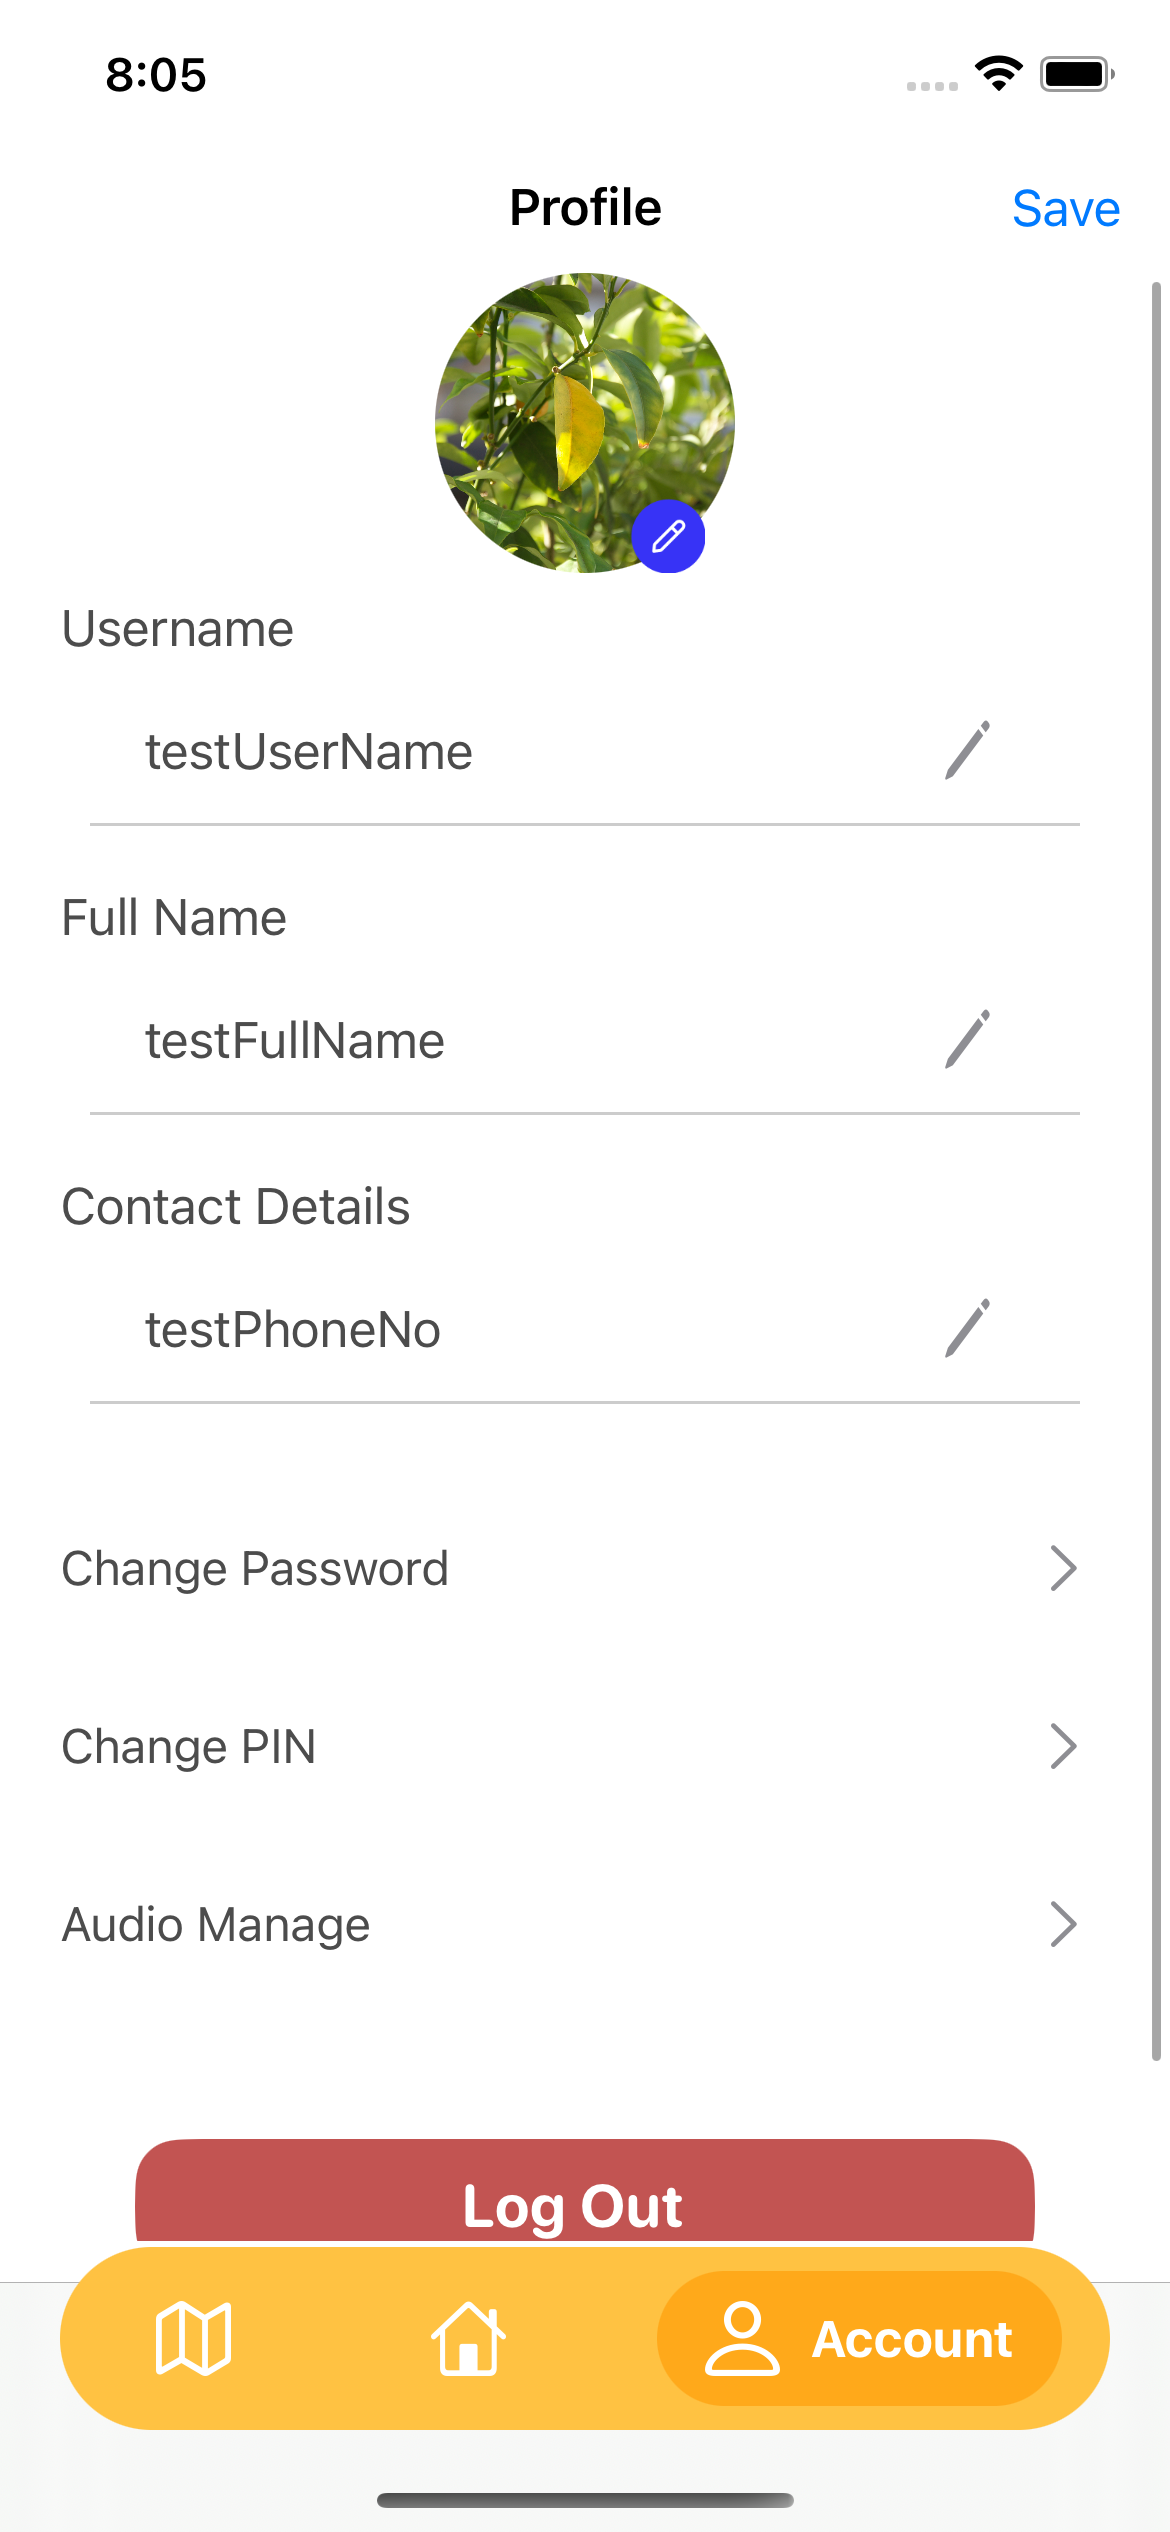 8:05
Profile
Save
Username
testUserName
Full Name
testFullName
Contact Details
testPhoneNo
Change Password
Change PIN
Audio Manage
Log Out
Account